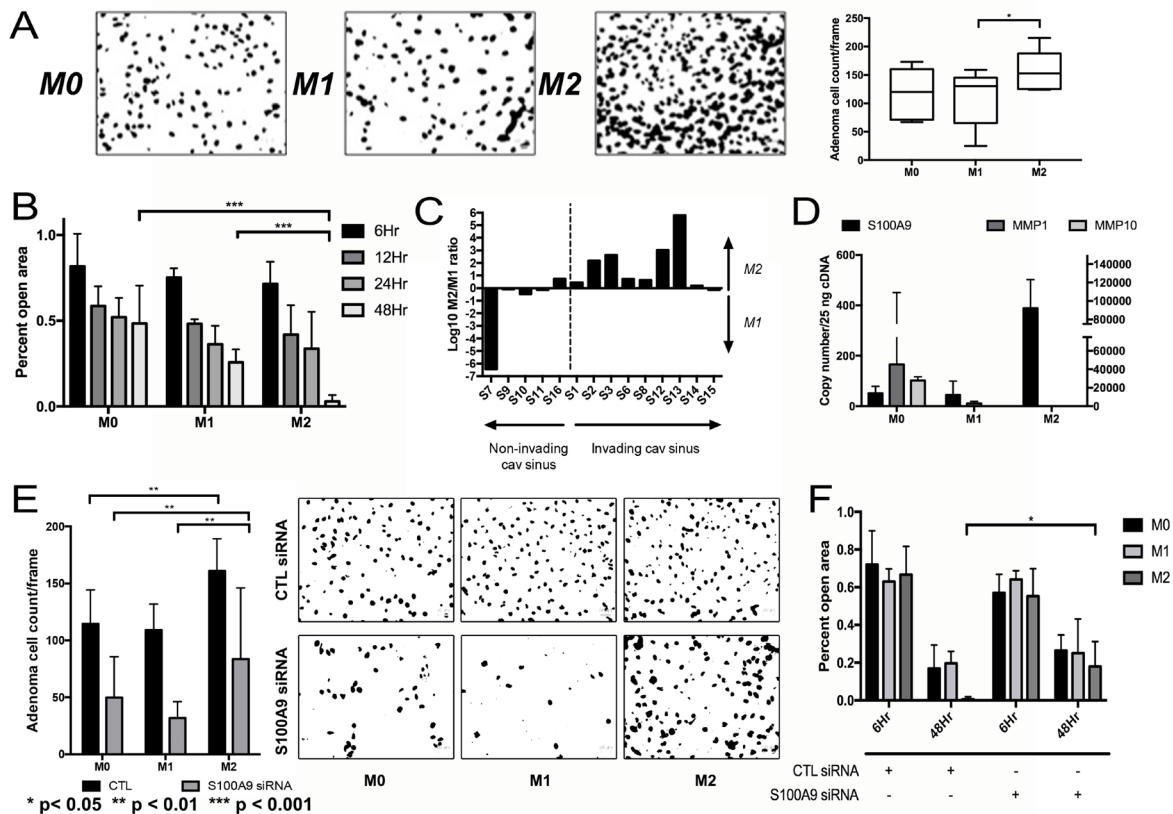 A
M0
M1
M2
Adenoma cell count/frame
250
200
150
100
50
0
*
M0 M1 M2
B
Percent open area
1.0
0.5
0.0
***
***
6Hr
12Hr
24Hr
48Hr
M0 M1 M2
C
Log10 M2/M1 ratio
6
5
4
3
2
1
0
-1
-2
-3
-4
-5
-6
-7
M2
M1
S7 S9 S10 S11 S16 S1 S2 S3 S6 S8 S12 S13 S14 S15
Non-invading cav sinus
Invading cav sinus
D
S100A9 MMP1 MMP10
Copy number/25 ng cDNA
600
400
200
0
140000
120000
100000
80000
60000
40000
20000
0
M0 M1 M2
E
Adenoma cell count/frame
200
150
100
50
0
**
**
**
M0 M1 M2
CTL S100A9 siRNA
* p< 0.05 ** p < 0.01 *** p < 0.001
CTL siRNA
S100A9 siRNA
M0 M1 M2
F
Percent open area
1.0
0.8
0.6
0.4
0.2
0.0
*
M0
M1
M2
6Hr 48Hr 6Hr 48Hr
CTL siRNA + + - -
S100A9 siRNA - - + +